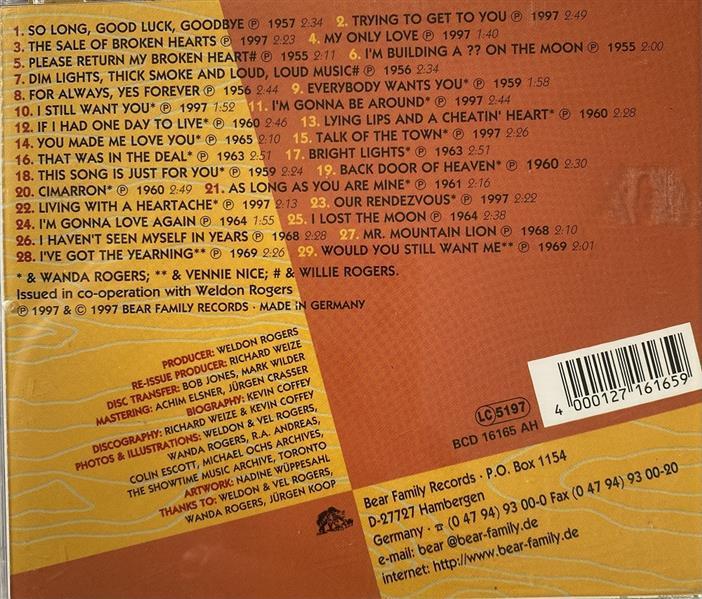 1. SO LONG, GOOD LUCK, GOODBYE ℗ 1957 2:34 2. TRYING TO GET TO YOU ℗ 1997 2:49
3. THE SALE OF BROKEN HEARTS ℗ 1997 2:23 4. MY ONLY LOVE ℗ 1997 1:40
5. PLEASE RETURN MY BROKEN HEART# ℗ 1955 2:11 6. I'M BUILDING A ?? ON THE MOON ℗ 1955 2:00
7. DIM LIGHTS, THICK SMOKE AND LOUD, LOUD MUSIC# ℗ 1956 2:34
8. FOR ALWAYS, YES FOREVER ℗ 1956 2:44 9. EVERYBODY WANTS YOU* ℗ 1959 1:58
10. I STILL WANT YOU* ℗ 1997 1:52 11. I'M GONNA BE AROUND* ℗ 1997 2:44
12. IF I HAD ONE DAY TO LIVE* ℗ 1960 2:46 13. LYING LIPS AND A CHEATIN' HEART* ℗ 1960 2:28
14. YOU MADE ME LOVE YOU* ℗ 1965 2:10 15. TALK OF THE TOWN* ℗ 1997 2:26
16. THAT WAS IN THE DEAL* ℗ 1963 2:51 17. BRIGHT LIGHTS* ℗ 1963 2:51
18. THIS SONG IS JUST FOR YOU* ℗ 1959 2:24 19. BACK DOOR OF HEAVEN* ℗ 1960 2:30
20. CIMARRON* ℗ 1960 2:49 21. AS LONG AS YOU ARE MINE* ℗ 1961 2:16
22. LIVING WITH A HEARTACHE* ℗ 1997 2:13 23. OUR RENDEZVOUS* ℗ 1997 2:22
24. I'M GONNA LOVE AGAIN ℗ 1964 1:55 25. I LOST THE MOON ℗ 1964 2:38
26. I HAVEN'T SEEN MYSELF IN YEARS ℗ 1968 2:28 27. MR. MOUNTAIN LION ℗ 1968 2:10
28. I'VE GOT THE YEARNING** ℗ 1969 2:26 29. WOULD YOU STILL WANT ME** ℗ 1969 2:01
* & WANDA ROGERS; ** & VENNIE NICE; # & WILLIE ROGERS.
Issued in co-operation with Weldon Rogers
℗ 1997 & © 1997 BEAR FAMILY RECORDS · MADE IN GERMANY
PRODUCER: WELDON ROGERS
RE-ISSUE PRODUCER: RICHARD WEIZE
DISC TRANSFER: BOB JONES, MARK WILDER
MASTERING: ACHIM ELSNER, JÜRGEN CRASSER
BIOGRAPHY: KEVIN COFFEY
DISCOGRAPHY: RICHARD WEIZE & KEVIN COFFEY
PHOTOS & ILLUSTRATIONS: WELDON & VEL ROGERS,
WANDA ROGERS, R.A. ANDREAS,
COLIN ESCOTT, MICHAEL OCHS ARCHIVES,
THE SHOWTIME MUSIC ARCHIVE, TORONTO
ARTWORK: NADINE WÜPPESAHL
THANKS TO: WELDON & VEL ROGERS,
WANDA ROGERS, JÜRGEN KOOP
4 000127 161659
LC 5197
BCD 16165 AH
Bear Family Records · P.O. Box 1154
D-27727 Hambergen
Germany · ☎ (0 47 94) 93 00-0 Fax (0 47 94) 93 00-20
e-mail: bear @bear-family.de
internet: http://www.bear-family.de